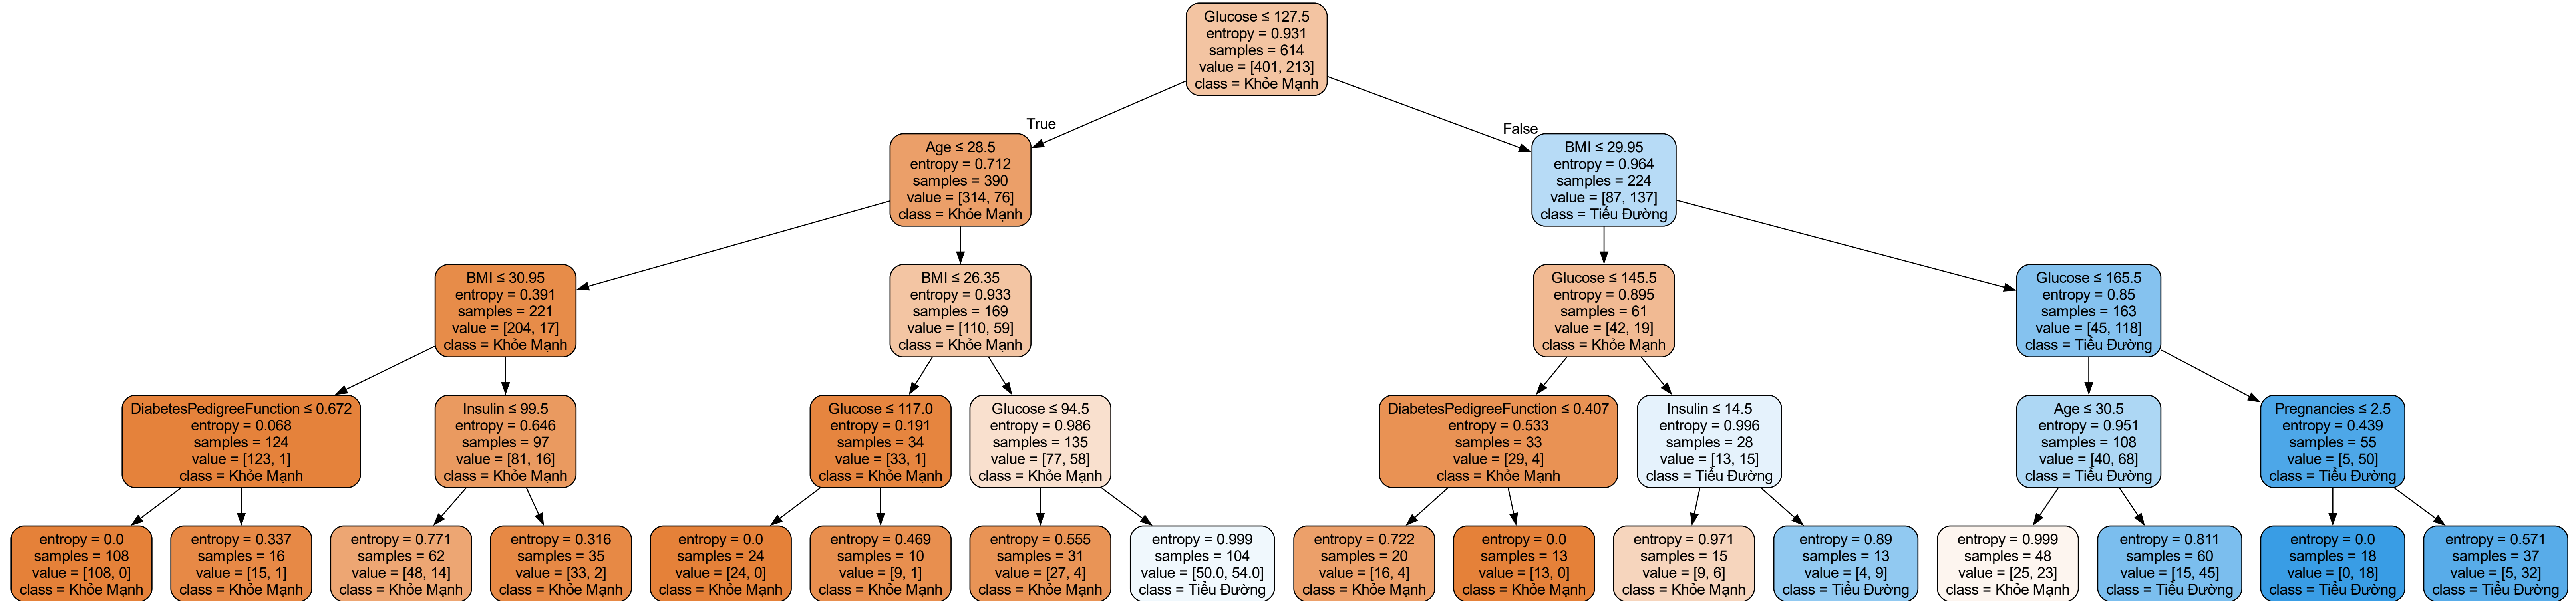 Glucose ≤ 127.5
entropy = 0.931
samples = 614
value = [401, 213]
class = Khỏe Mạnh
True
False
Age ≤ 28.5
entropy = 0.712
samples = 390
value = [314, 76]
class = Khỏe Mạnh
BMI ≤ 29.95
entropy = 0.964
samples = 224
value = [87, 137]
class = Tiểu Đường
BMI ≤ 30.95
entropy = 0.391
samples = 221
value = [204, 17]
class = Khỏe Mạnh
BMI ≤ 26.35
entropy = 0.933
samples = 169
value = [110, 59]
class = Khỏe Mạnh
Glucose ≤ 145.5
entropy = 0.895
samples = 61
value = [42, 19]
class = Khỏe Mạnh
Glucose ≤ 165.5
entropy = 0.85
samples = 163
value = [45, 118]
class = Tiểu Đường
DiabetesPedigreeFunction ≤ 0.672
entropy = 0.068
samples = 124
value = [123, 1]
class = Khỏe Mạnh
Insulin ≤ 99.5
entropy = 0.646
samples = 97
value = [81, 16]
class = Khỏe Mạnh
Glucose ≤ 117.0
entropy = 0.191
samples = 34
value = [33, 1]
class = Khỏe Mạnh
Glucose ≤ 94.5
entropy = 0.986
samples = 135
value = [77, 58]
class = Khỏe Mạnh
DiabetesPedigreeFunction ≤ 0.407
entropy = 0.533
samples = 33
value = [29, 4]
class = Khỏe Mạnh
Insulin ≤ 14.5
entropy = 0.996
samples = 28
value = [13, 15]
class = Tiểu Đường
Age ≤ 30.5
entropy = 0.951
samples = 108
value = [40, 68]
class = Tiểu Đường
Pregnancies ≤ 2.5
entropy = 0.439
samples = 55
value = [5, 50]
class = Tiểu Đường
entropy = 0.0
samples = 108
value = [108, 0]
class = Khỏe Mạnh
entropy = 0.337
samples = 16
value = [15, 1]
class = Khỏe Mạnh
entropy = 0.771
samples = 62
value = [48, 14]
class = Khỏe Mạnh
entropy = 0.316
samples = 35
value = [33, 2]
class = Khỏe Mạnh
entropy = 0.0
samples = 24
value = [24, 0]
class = Khỏe Mạnh
entropy = 0.469
samples = 10
value = [9, 1]
class = Khỏe Mạnh
entropy = 0.555
samples = 31
value = [27, 4]
class = Khỏe Mạnh
entropy = 0.999
samples = 104
value = [50.0, 54.0]
class = Tiểu Đường
entropy = 0.722
samples = 20
value = [16, 4]
class = Khỏe Mạnh
entropy = 0.0
samples = 13
value = [13, 0]
class = Khỏe Mạnh
entropy = 0.971
samples = 15
value = [9, 6]
class = Khỏe Mạnh
entropy = 0.89
samples = 13
value = [4, 9]
class = Tiểu Đường
entropy = 0.999
samples = 48
value = [25, 23]
class = Khỏe Mạnh
entropy = 0.811
samples = 60
value = [15, 45]
class = Tiểu Đường
entropy = 0.0
samples = 18
value = [0, 18]
class = Tiểu Đường
entropy = 0.571
samples = 37
value = [5, 32]
class = Tiểu Đường